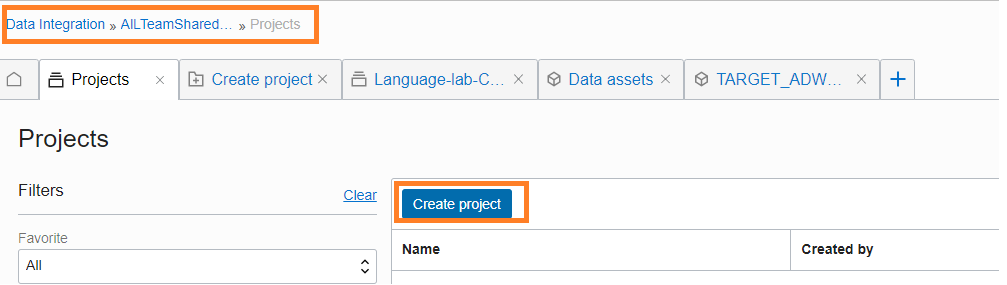 Data Integration » AILTeamShared... » Projects
Projects × Create project × Language-lab-C... × Data assets × TARGET_ADW... × +
Projects
Filters Clear
Create project
Favorite
Name Created by
All